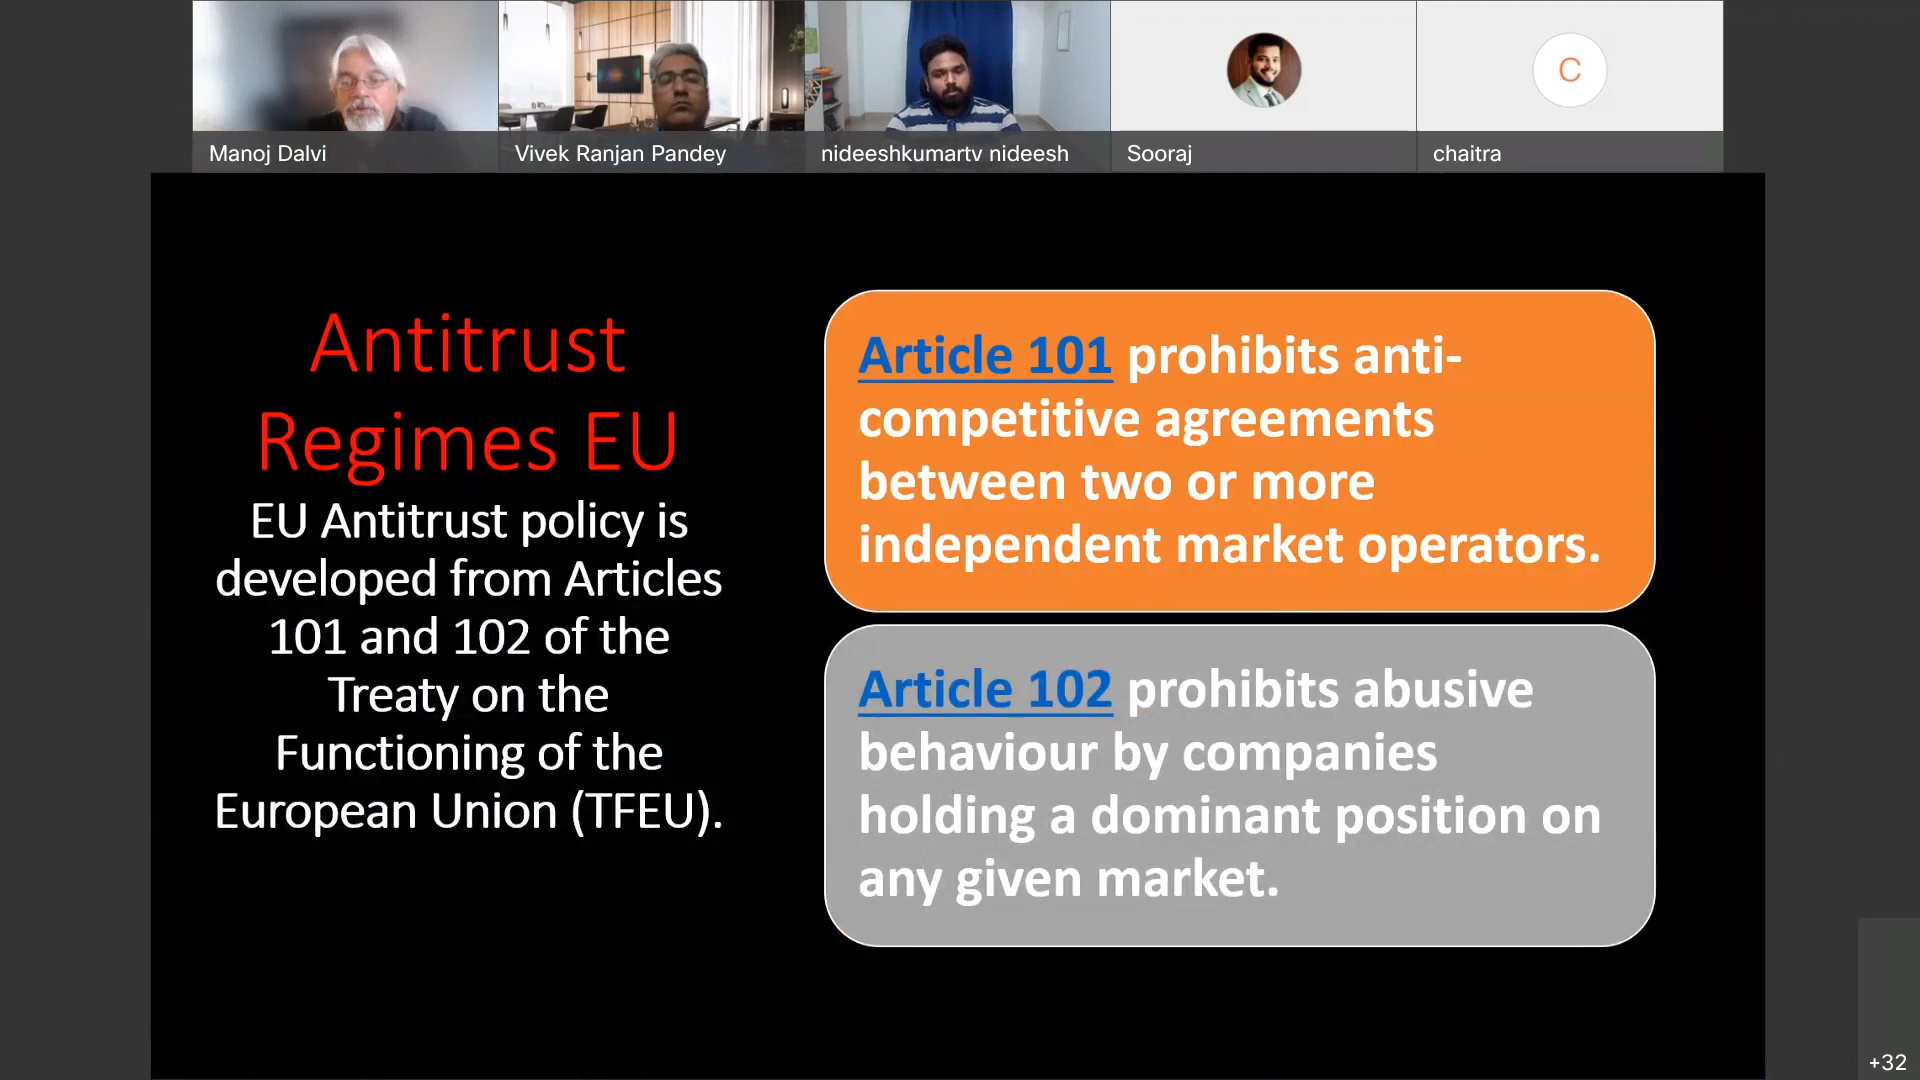 Manoj Dalvi
Vivek Ranjan Pandey
nideeshkumartv nideesh
Sooraj
C
chaitra
Antitrust
Regimes EU
EU Antitrust policy is
developed from Articles
101 and 102 of the
Treaty on the
Functioning of the
European Union (TFEU).
Article 101 prohibits anti-
competitive agreements
between two or more
independent market operators.
Article 102 prohibits abusive
behaviour by companies
holding a dominant position on
any given market.
+32